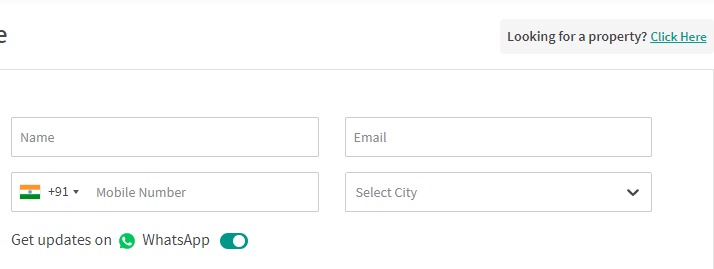 e
Looking for a property? Click Here
Name
Email
+91
Mobile Number
Select City
Get updates on WhatsApp